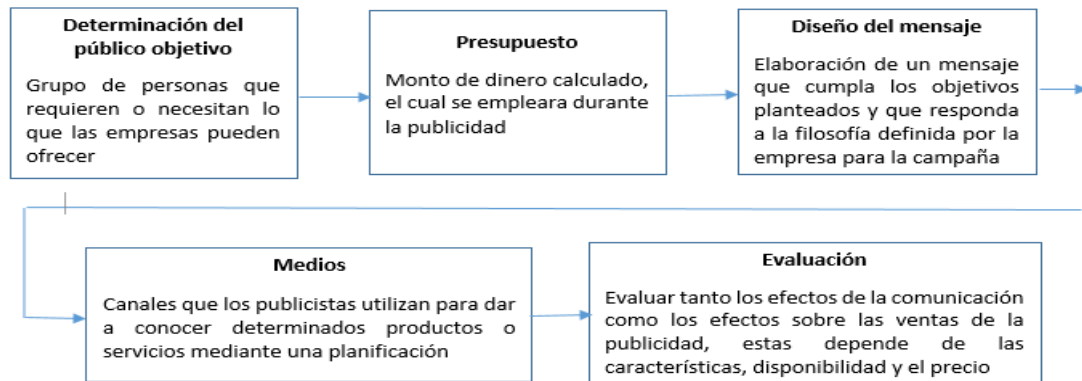 Determinación del
público objetivo
Grupo de personas que
requieren o necesitan lo
que las empresas pueden
ofrecer
Presupuesto
Monto de dinero calculado,
el cual se empleara durante
la publicidad
Diseño del mensaje
Elaboración de un mensaje
que cumpla los objetivos
planteados y que responda
a la filosofía definida por la
empresa para la campaña
Medios
Canales que los publicistas utilizan para dar
a conocer determinados productos o
servicios mediante una planificación
Evaluación
Evaluar tanto los efectos de la comunicación
como los efectos sobre las ventas de la
publicidad, estas depende de las
características, disponibilidad y el precio